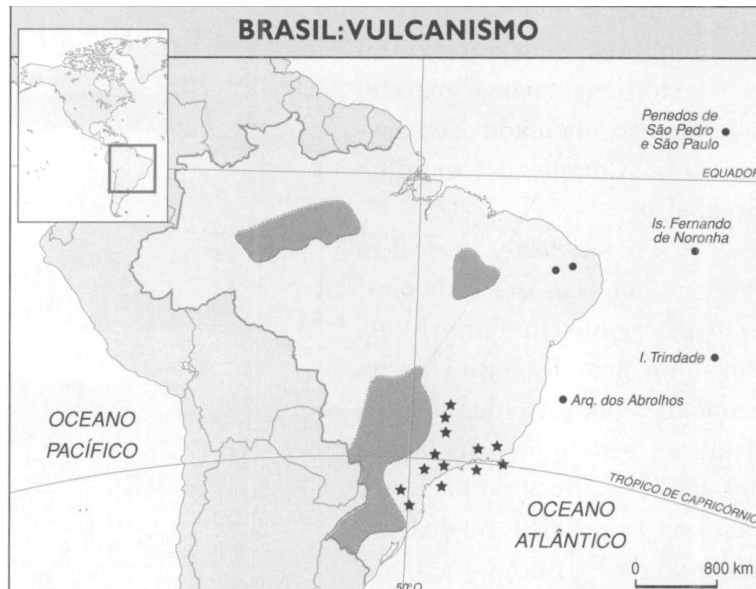 BRASIL: VULCANISMO
Penedos de
São Pedro
e São Paulo
EQUADOR
Is. Fernando
de Noronha
I. Trindade
Arq. dos Abrolhos
OCEANO
PACÍFICO
TRÓPICO DE CAPRICÓRNIO
OCEANO
ATLÂNTICO
50º O
0 800 km